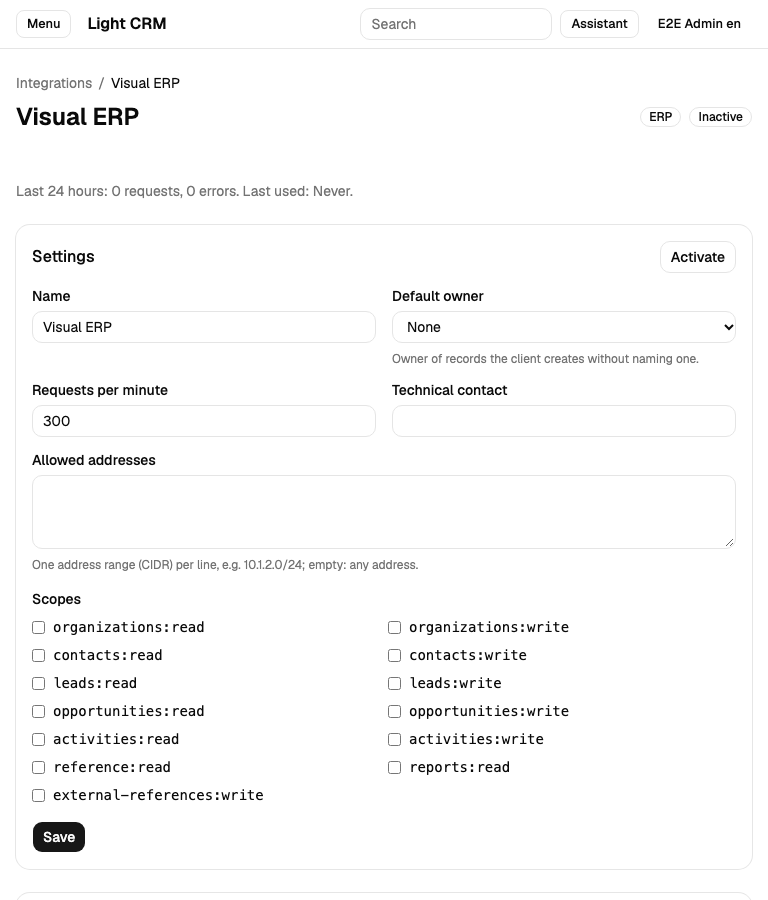 Menu Light CRM Search Assistant E2E Admin en
Integrations / Visual ERP
Visual ERP ERP Inactive
Last 24 hours: 0 requests, 0 errors. Last used: Never.
Settings Activate
Name Default owner
Visual ERP None
Owner of records the client creates without naming one.
Requests per minute Technical contact
300
Allowed addresses
One address range (CIDR) per line, e.g. 10.1.2.0/24; empty: any address.
Scopes
organizations:read organizations:write
contacts:read contacts:write
leads:read leads:write
opportunities:read opportunities:write
activities:read activities:write
reference:read reports:read
external-references:write
Save